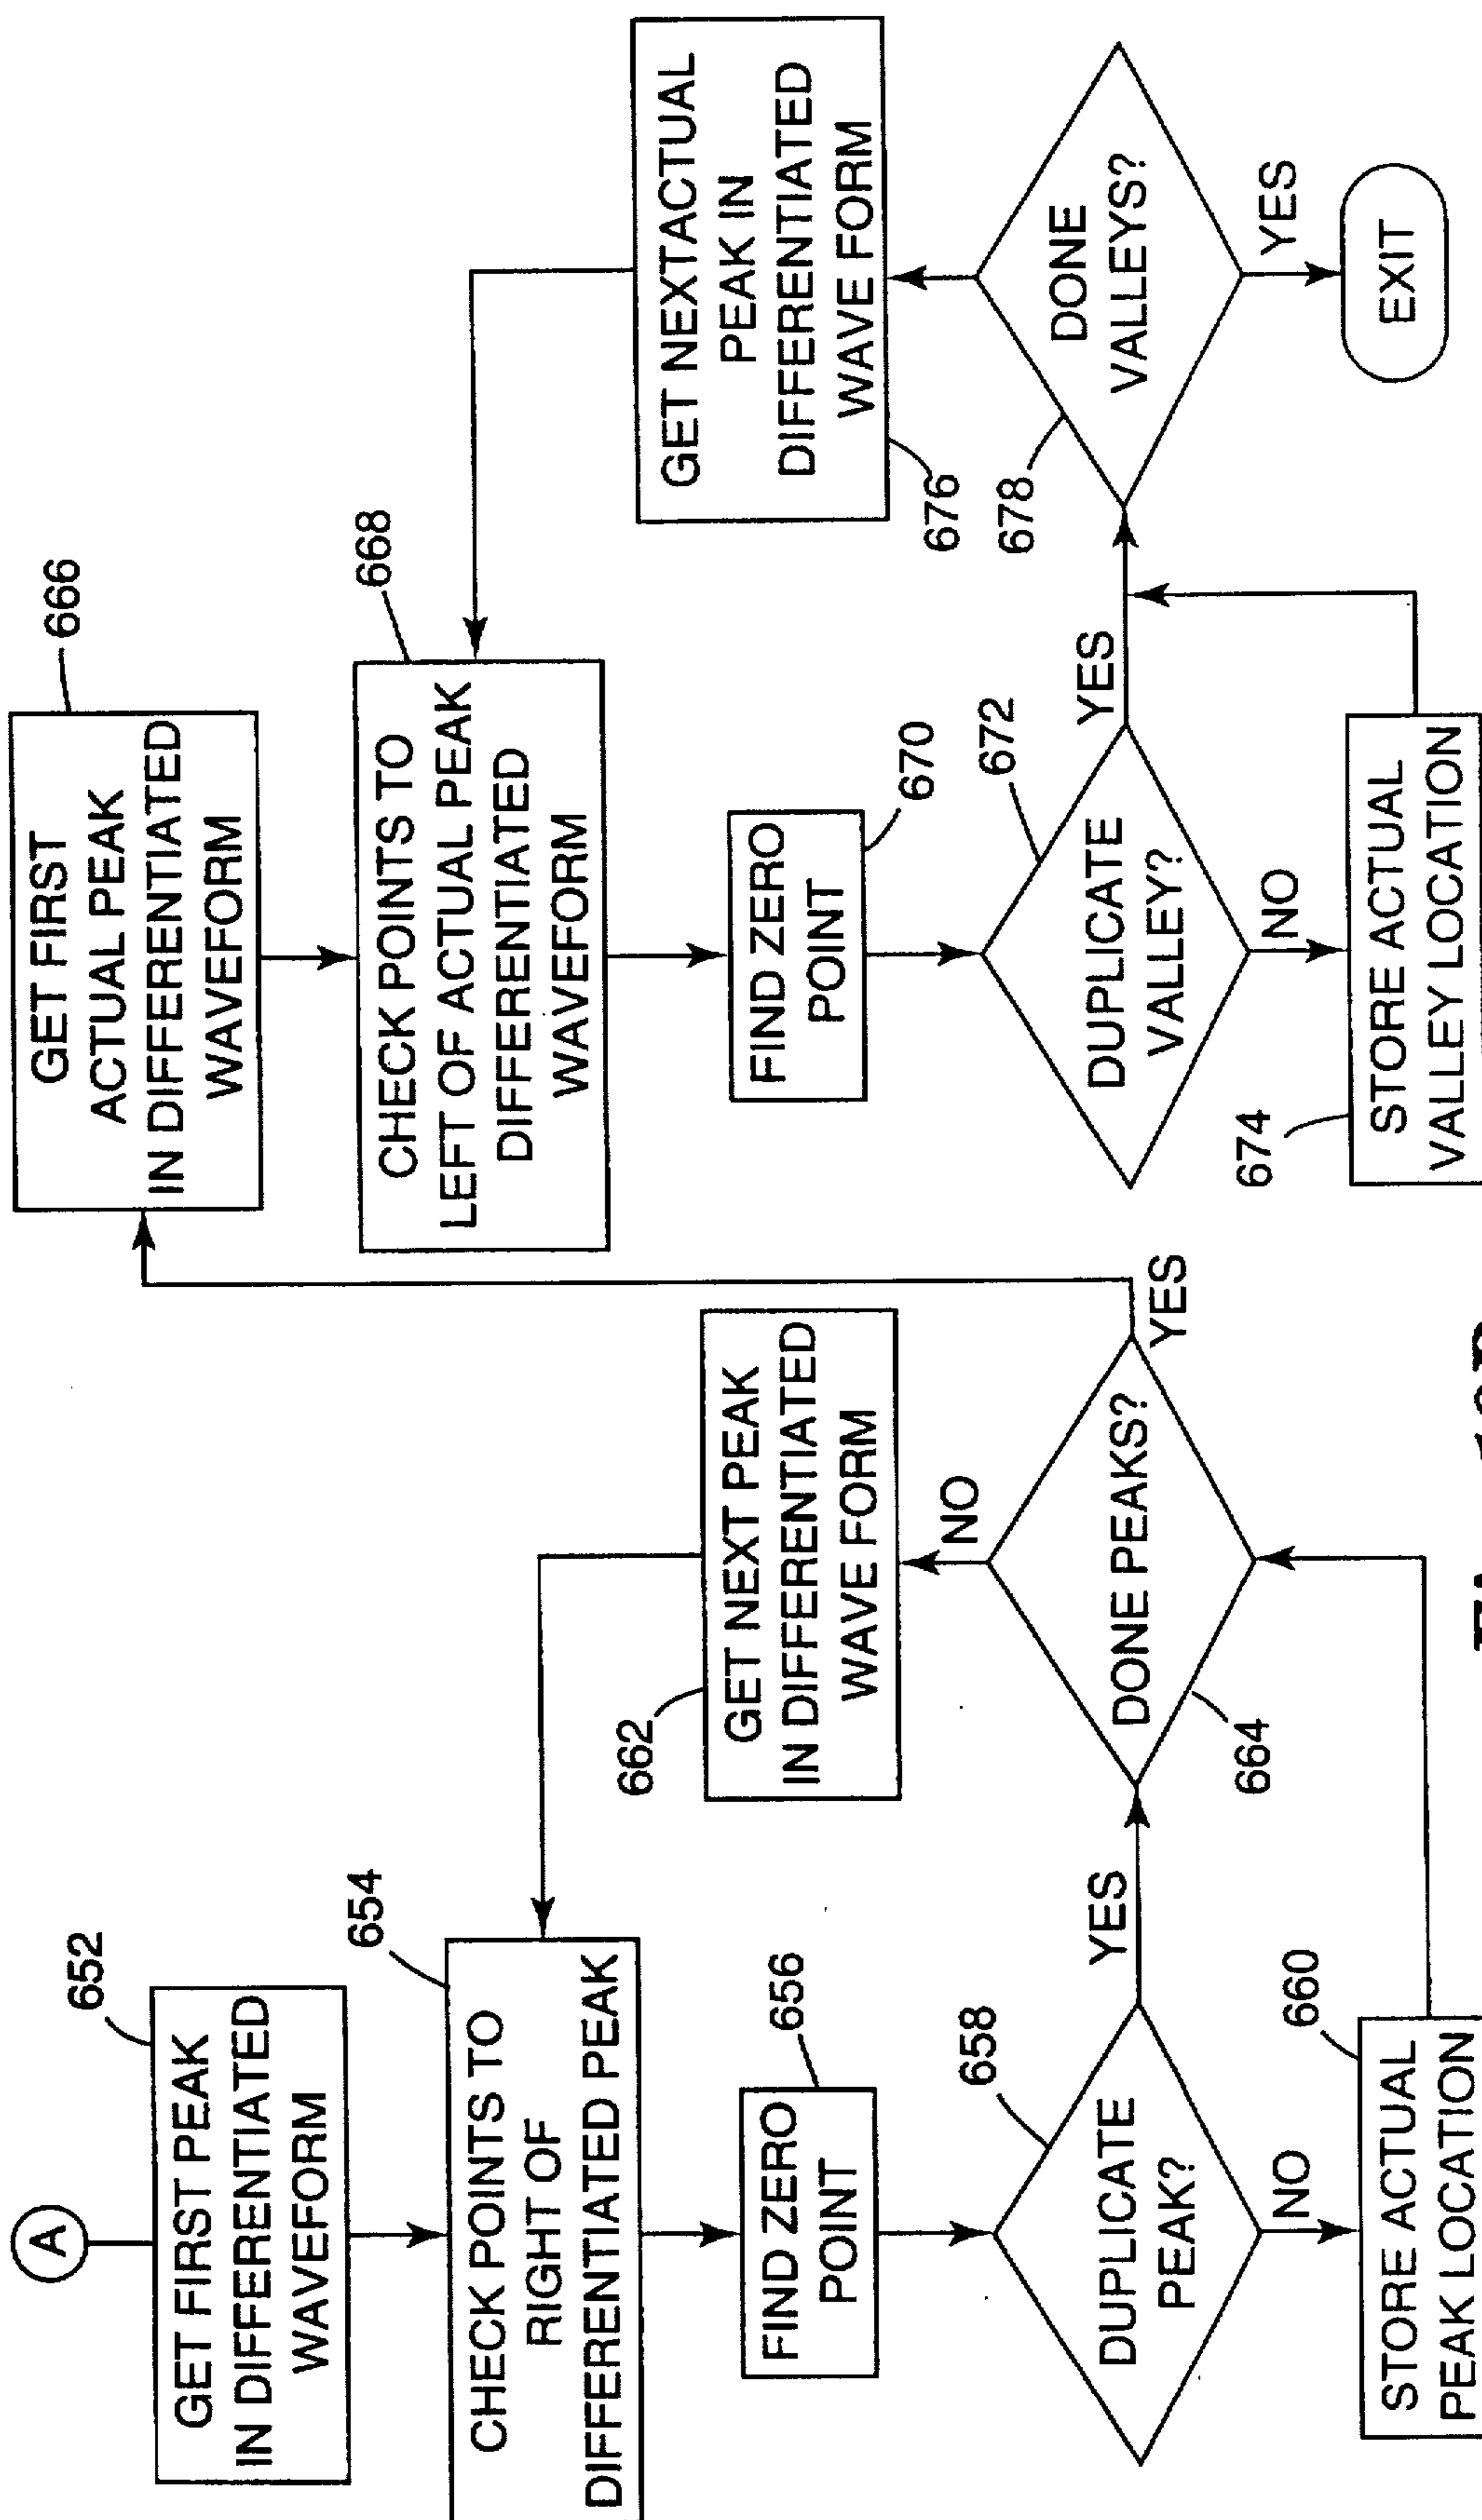 A
652
GET FIRST PEAK
IN DIFFERENTIATED
WAVEFORM
654
CHECK POINTS TO
RIGHT OF
DIFFERENTIATED PEAK
656
FIND ZERO
POINT
658
DUPLICATE
PEAK?
YES
NO
660
STORE ACTUAL
PEAK LOCATION
662
GET NEXT PEAK
IN DIFFERENTIATED
WAVE FORM
NO
DONE PEAKS?
664
YES
666
GET FIRST
ACTUAL PEAK
IN DIFFERENTIATED
WAVEFORM
668
CHECK POINTS TO
LEFT OF ACTUAL PEAK
DIFFERENTIATED
WAVEFORM
670
FIND ZERO
POINT
672
DUPLICATE
VALLEY?
YES
NO
674
STORE ACTUAL
VALLEY LOCATION
GET NEXTACTUAL
PEAK IN
DIFFERENTIATED
WAVE FORM
676
678
DONE
VALLEYS?
YES
EXIT